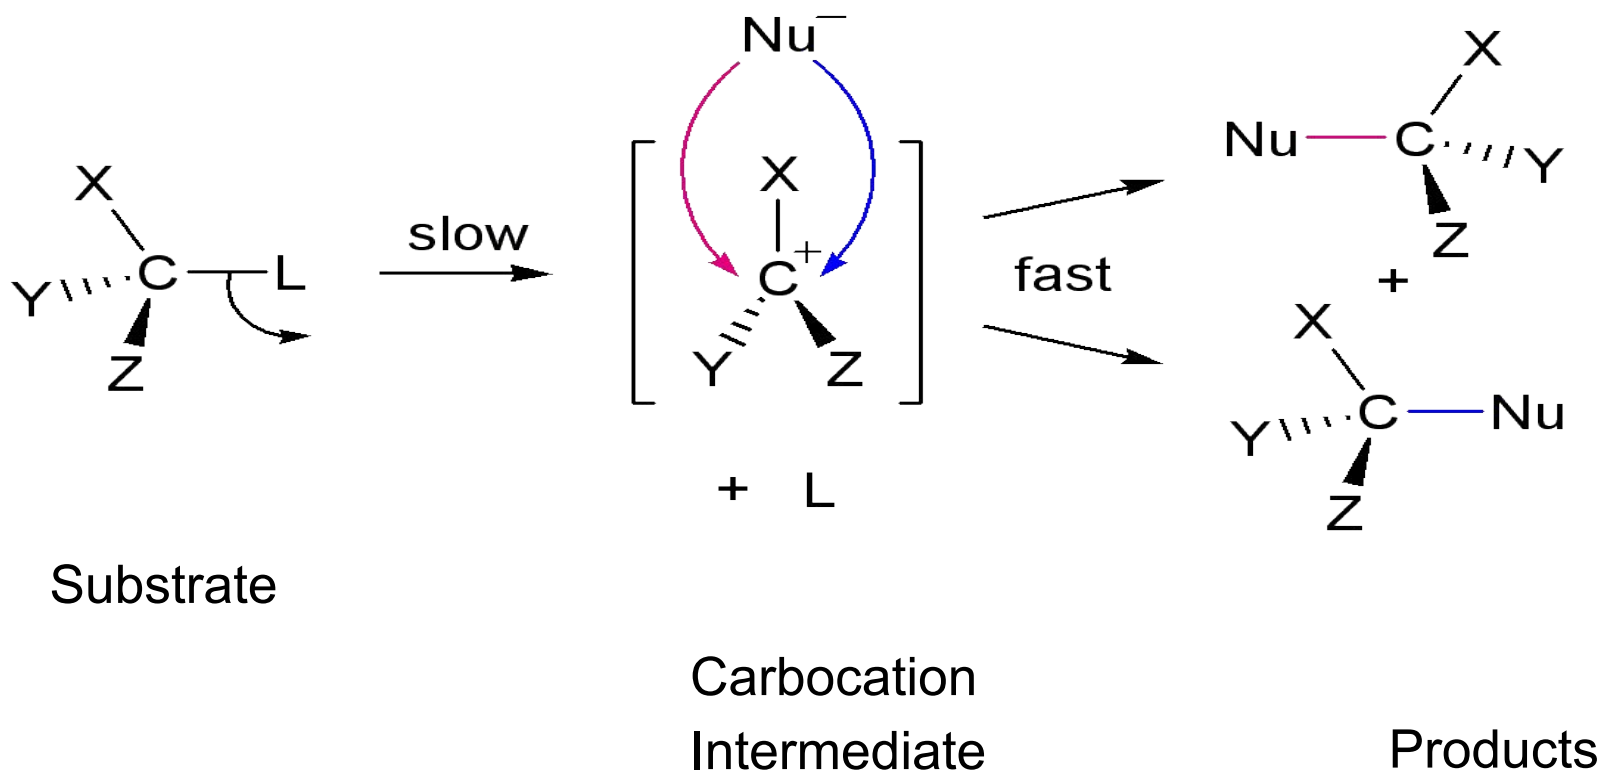 Nu⁻
X
Y C L
Z
slow
X
C+
Y Z
+ L
fast
X
Nu C Y
Z
+
X
Y C Nu
Z
Substrate
Carbocation
Intermediate
Products